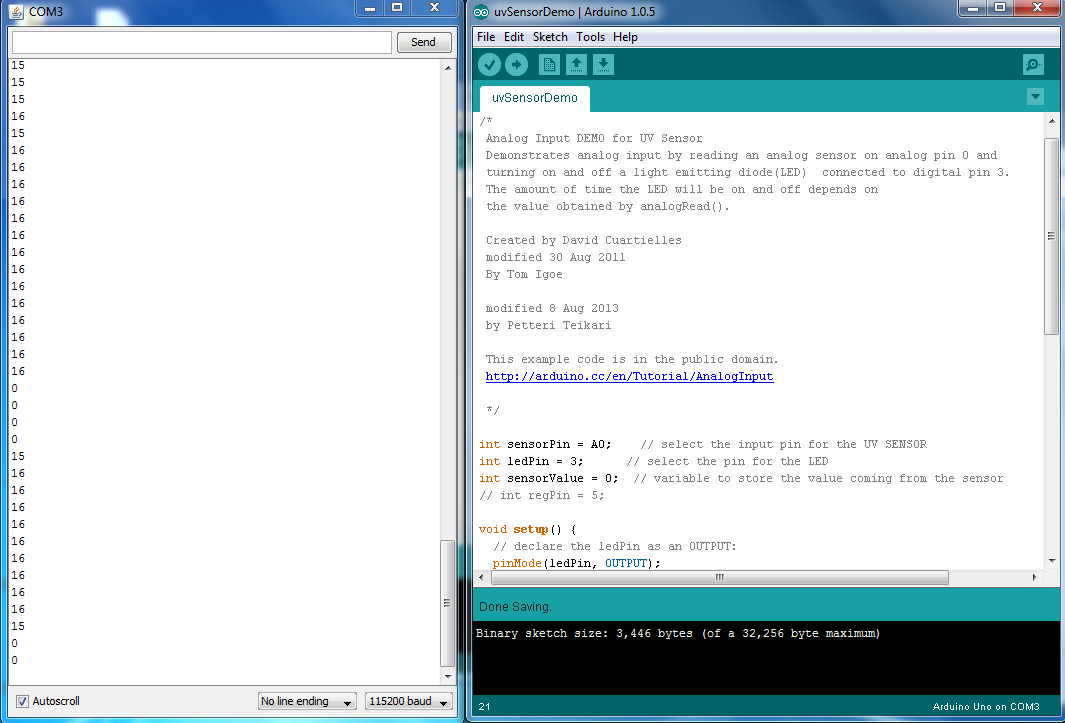 COM3
Send
15
15
15
16
15
16
16
16
16
16
16
16
16
16
16
16
16
16
16
0
0
0
0
15
16
16
16
16
16
16
16
16
16
15
0
0
Autoscroll
No line ending
115200 baud
uvSensorDemo | Arduino 1.0.5
File Edit Sketch Tools Help
uvSensorDemo
/*
Analog Input DEMO for UV Sensor
Demonstrates analog input by reading an analog sensor on analog pin 0 and
turning on and off a light emitting diode(LED)  connected to digital pin 3.
The amount of time the LED will be on and off depends on
the value obtained by analogRead().
Created by David Cuartielles
modified 30 Aug 2011
By Tom Igoe
modified 8 Aug 2013
by Petteri Teikari
This example code is in the public domain.
http://arduino.cc/en/Tutorial/AnalogInput
*/
int sensorPin = A0;    // select the input pin for the UV SENSOR
int ledPin = 3;      // select the pin for the LED
int sensorValue = 0;  // variable to store the value coming from the sensor
// int regPin = 5;
void setup() {
// declare the ledPin as an OUTPUT:
pinMode(ledPin, OUTPUT);
Done Saving.
Binary sketch size: 3,446 bytes (of a 32,256 byte maximum)
21
Arduino Uno on COM3